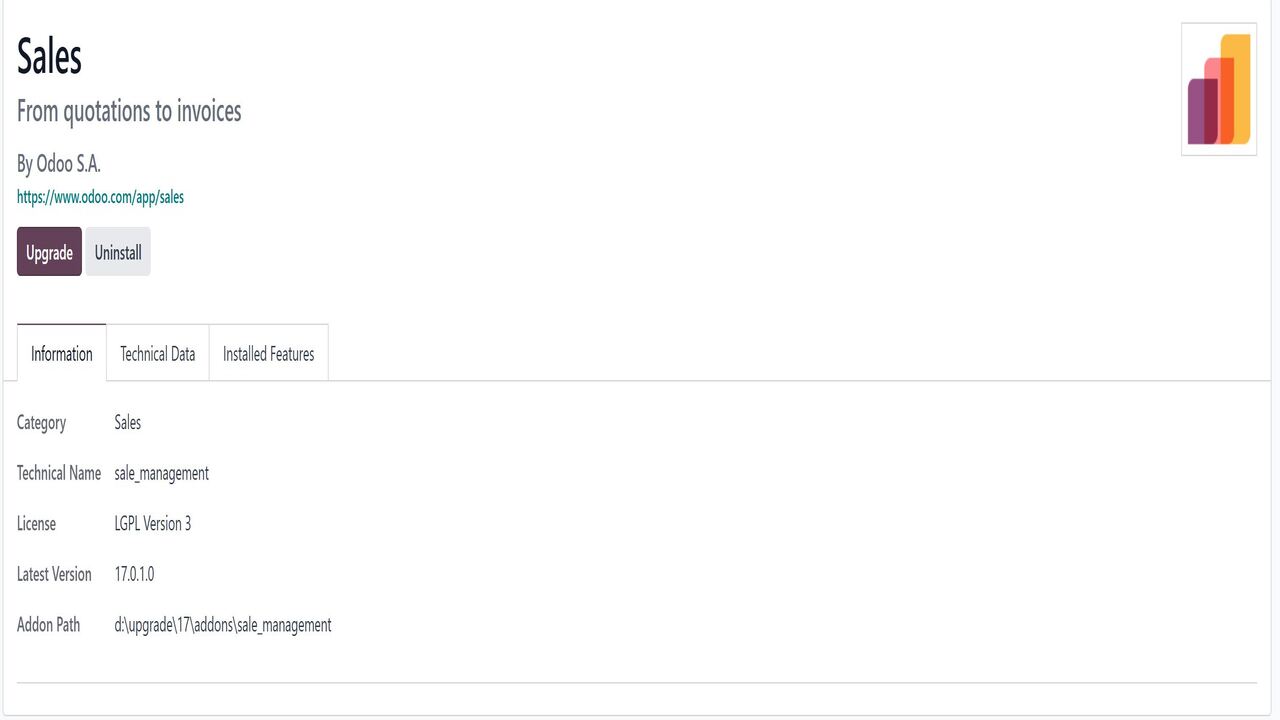 Sales
From quotations to invoices
By Odoo S.A.
https://www.odoo.com/app/sales
Upgrade Uninstall
Information Technical Data Installed Features
Category Sales
Technical Name sale_management
License LGPL Version 3
Latest Version 17.0.1.0
Addon Path d:\upgrade\17\addons\sale_management